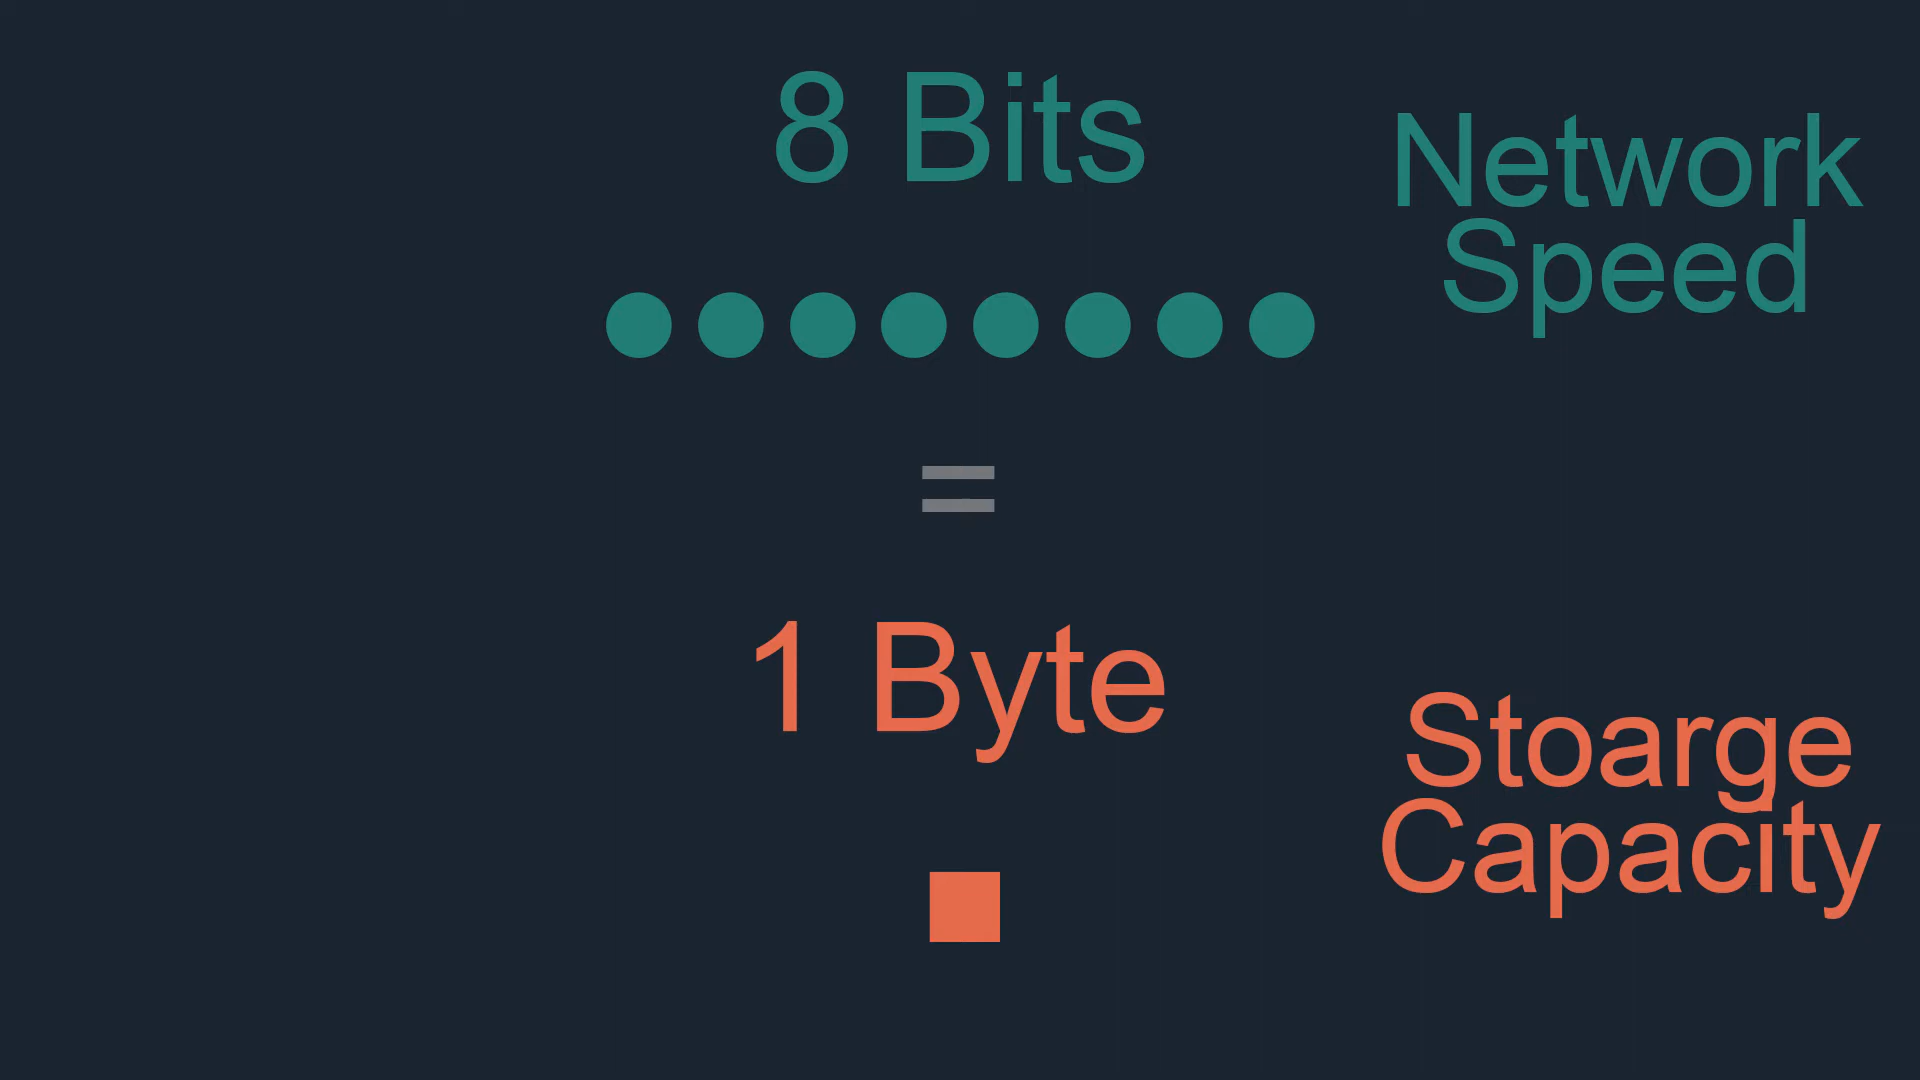 8 Bits
Network
Speed
=
1 Byte
Stoarge
Capacity